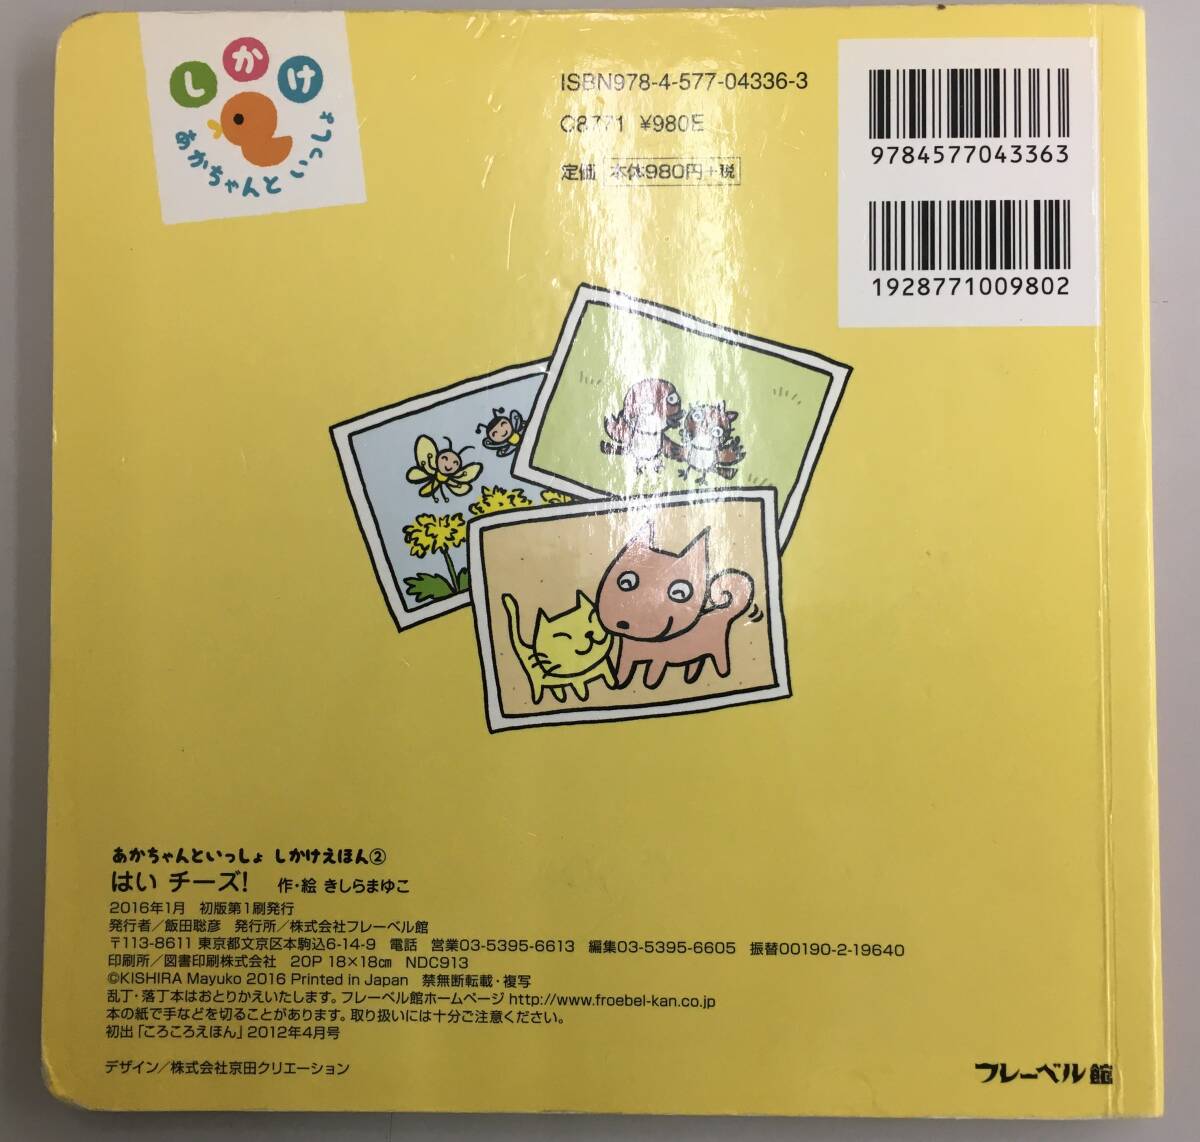 しかけ
あかちゃんといっしょ
ISBN978-4-577-04336-3
C8771 ¥980E
定価 本体980円+税
9784577043363
1928771009802
あかちゃんといっしょ しかけえほん②
はい チーズ! 作・絵 きしらまゆこ
2016年1月 初版第1刷発行
発行者／飯田聡彦 発行所／株式会社フレーベル館
〒113-8611 東京都文京区本駒込6-14-9 電話 営業03-5395-6613 編集03-5395-6605 振替00190-2-19640
印刷所／図書印刷株式会社 20P 18×18㎝ NDC913
©KISHIRA Mayuko 2016 Printed in Japan 禁無断転載・複写
乱丁・落丁本はおとりかえいたします。フレーベル館ホームページ http://www.froebel-kan.co.jp
本の紙で手などを切ることがあります。取り扱いには十分ご注意ください。
初出「ころころえほん」2012年4月号
デザイン／株式会社京田クリエーション
フレーベル館